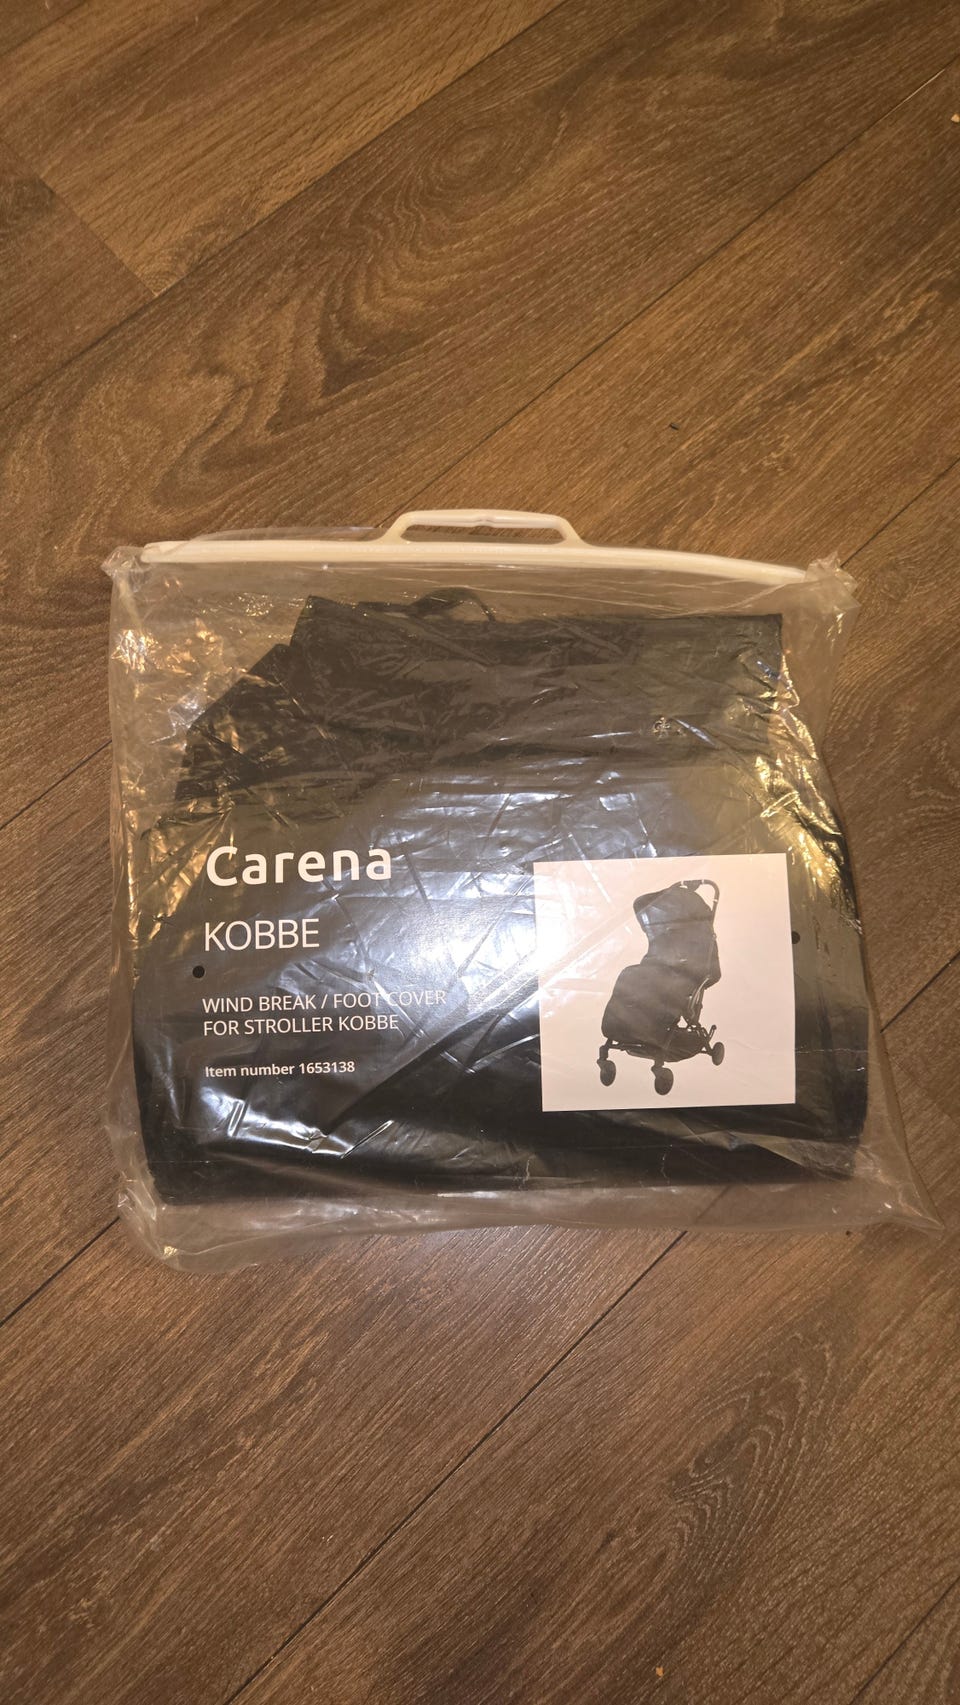 Carena
KOBBE
WIND BREAK / FOOT COVER
FOR STROLLER KOBBE
Item number 1653138